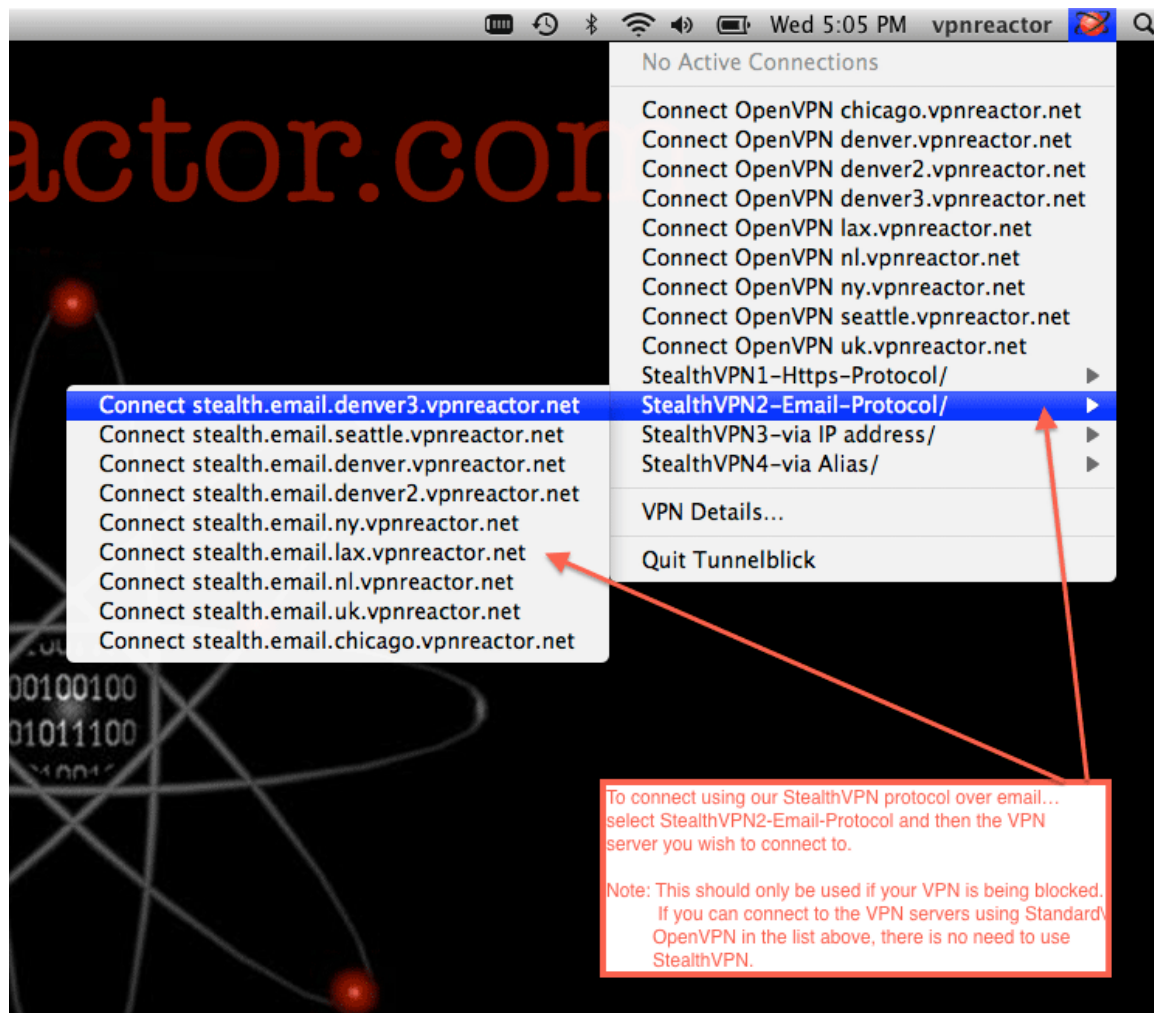 Wed 5:05 PM vpnreactor
actor.com
No Active Connections
Connect OpenVPN chicago.vpnreactor.net
Connect OpenVPN denver.vpnreactor.net
Connect OpenVPN denver2.vpnreactor.net
Connect OpenVPN denver3.vpnreactor.net
Connect OpenVPN lax.vpnreactor.net
Connect OpenVPN nl.vpnreactor.net
Connect OpenVPN ny.vpnreactor.net
Connect OpenVPN seattle.vpnreactor.net
Connect OpenVPN uk.vpnreactor.net
StealthVPN1-Https-Protocol/
StealthVPN2-Email-Protocol/
StealthVPN3-via IP address/
StealthVPN4-via Alias/
VPN Details...
Quit Tunnelblick
Connect stealth.email.denver3.vpnreactor.net
Connect stealth.email.seattle.vpnreactor.net
Connect stealth.email.denver.vpnreactor.net
Connect stealth.email.denver2.vpnreactor.net
Connect stealth.email.ny.vpnreactor.net
Connect stealth.email.lax.vpnreactor.net
Connect stealth.email.nl.vpnreactor.net
Connect stealth.email.uk.vpnreactor.net
Connect stealth.email.chicago.vpnreactor.net
00100100
01011100
To connect using our StealthVPN protocol over email...
select StealthVPN2-Email-Protocol and then the VPN
server you wish to connect to.
Note: This should only be used if your VPN is being blocked.
If you can connect to the VPN servers using Standard\
OpenVPN in the list above, there is no need to use
StealthVPN.